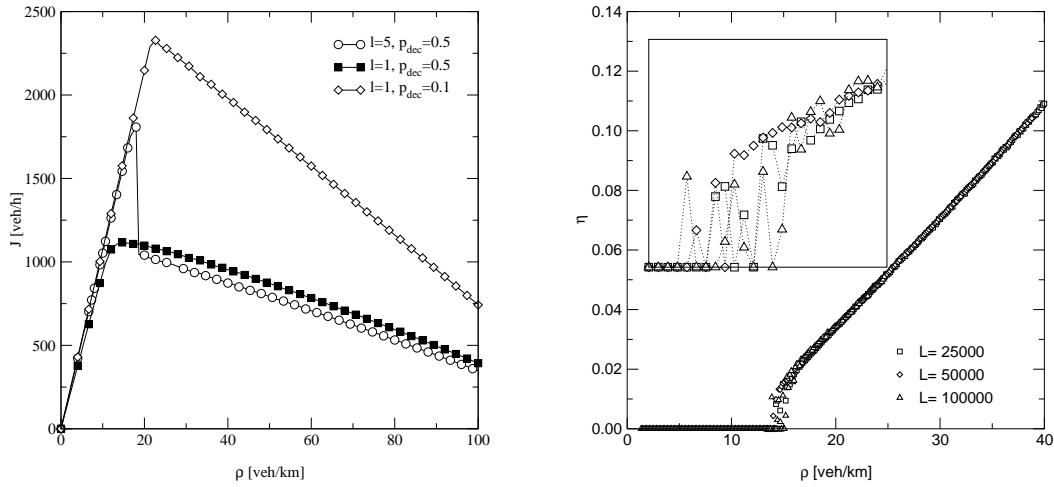 2500
2000
1500
1000
500
0
J [veh/h]
0 20 40 60 80 100
ρ [veh/km]
l=5, p_dec=0.5
l=1, p_dec=0.5
l=1, p_dec=0.1
0.14
0.12
0.10
0.08
0.06
0.04
0.02
0.00
η
0 10 20 30 40
ρ [veh/km]
L= 25000
L= 50000
L= 100000